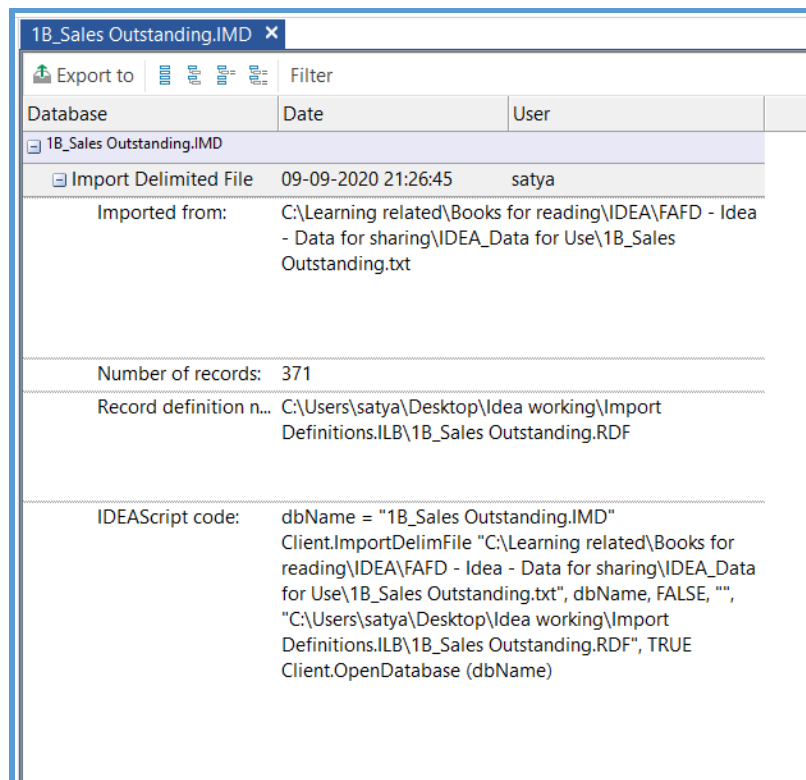 1B_Sales Outstanding.IMD ×
Export to Filter
Database Date User
1B_Sales Outstanding.IMD
Import Delimited File 09-09-2020 21:26:45 satya
Imported from: C:\Learning related\Books for reading\IDEA\FAFD - Idea
- Data for sharing\IDEA_Data for Use\1B_Sales
Outstanding.txt
Number of records: 371
Record definition n... C:\Users\satya\Desktop\Idea working\Import
Definitions.ILB\1B_Sales Outstanding.RDF
IDEAScript code: dbName = "1B_Sales Outstanding.IMD"
Client.ImportDelimFile "C:\Learning related\Books for
reading\IDEA\FAFD - Idea - Data for sharing\IDEA_Data
for Use\1B_Sales Outstanding.txt", dbName, FALSE, "",
"C:\Users\satya\Desktop\Idea working\Import
Definitions.ILB\1B_Sales Outstanding.RDF", TRUE
Client.OpenDatabase (dbName)